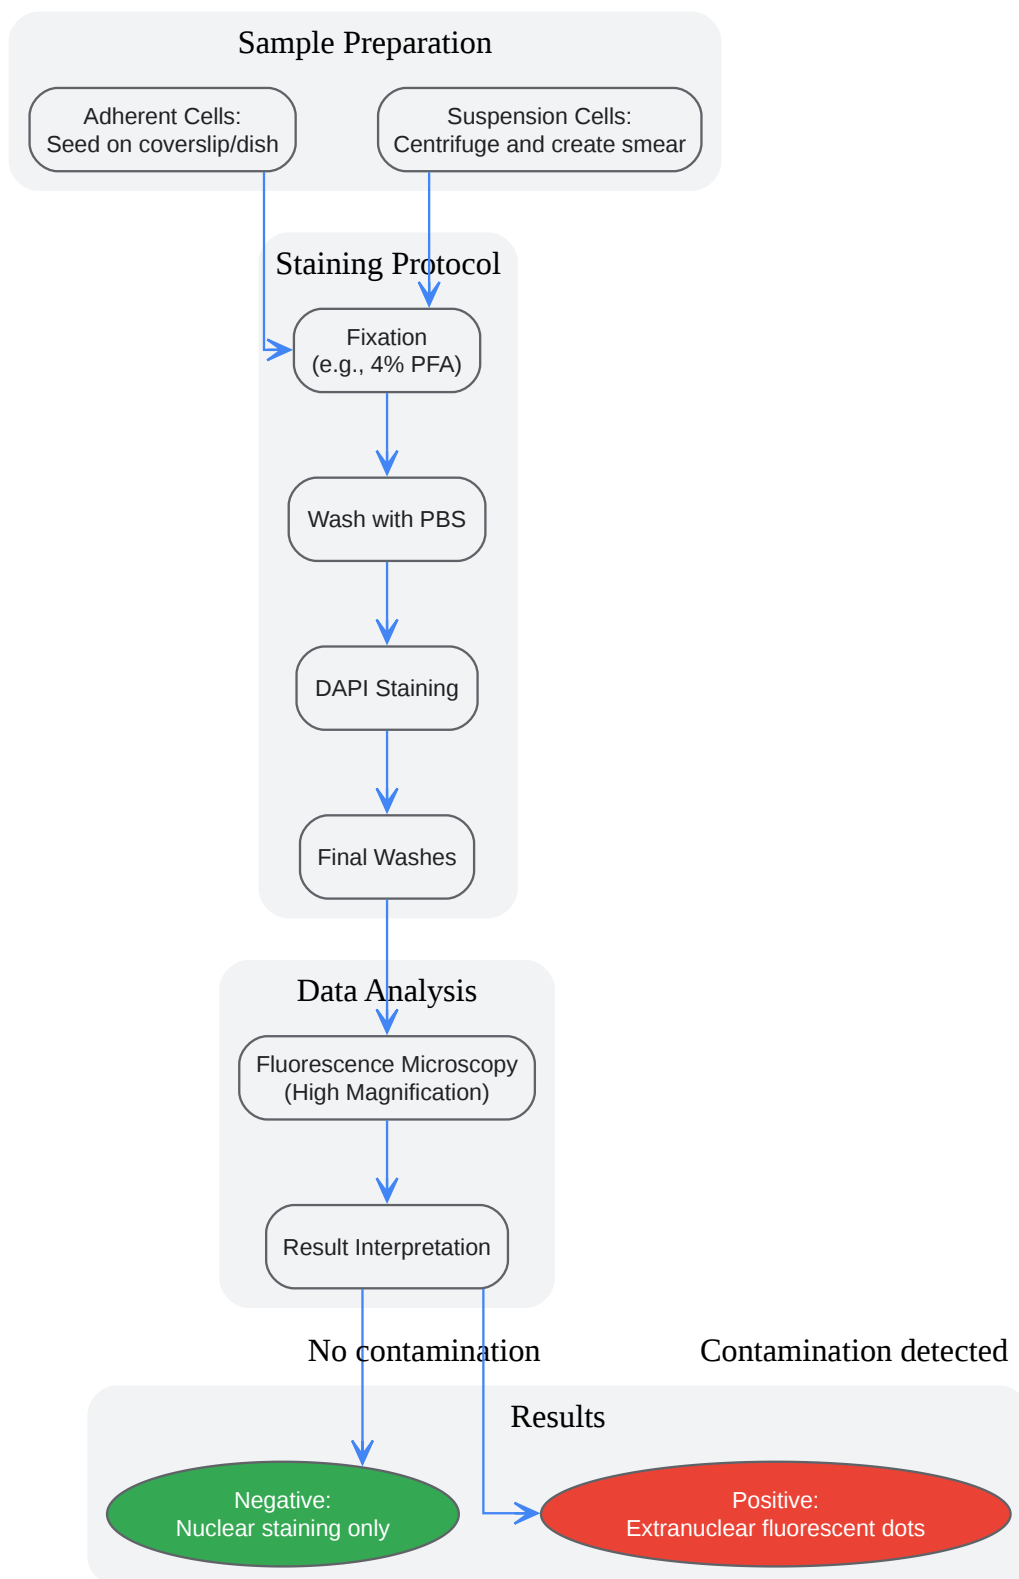 Sample Preparation
Adherent Cells:
Seed on coverslip/dish
Suspension Cells:
Centrifuge and create smear
Staining Protocol
Fixation
(e.g., 4% PFA)
Wash with PBS
DAPI Staining
Final Washes
Data Analysis
Fluorescence Microscopy
(High Magnification)
Result Interpretation
No contamination
Contamination detected
Results
Negative:
Nuclear staining only
Positive:
Extranuclear fluorescent dots